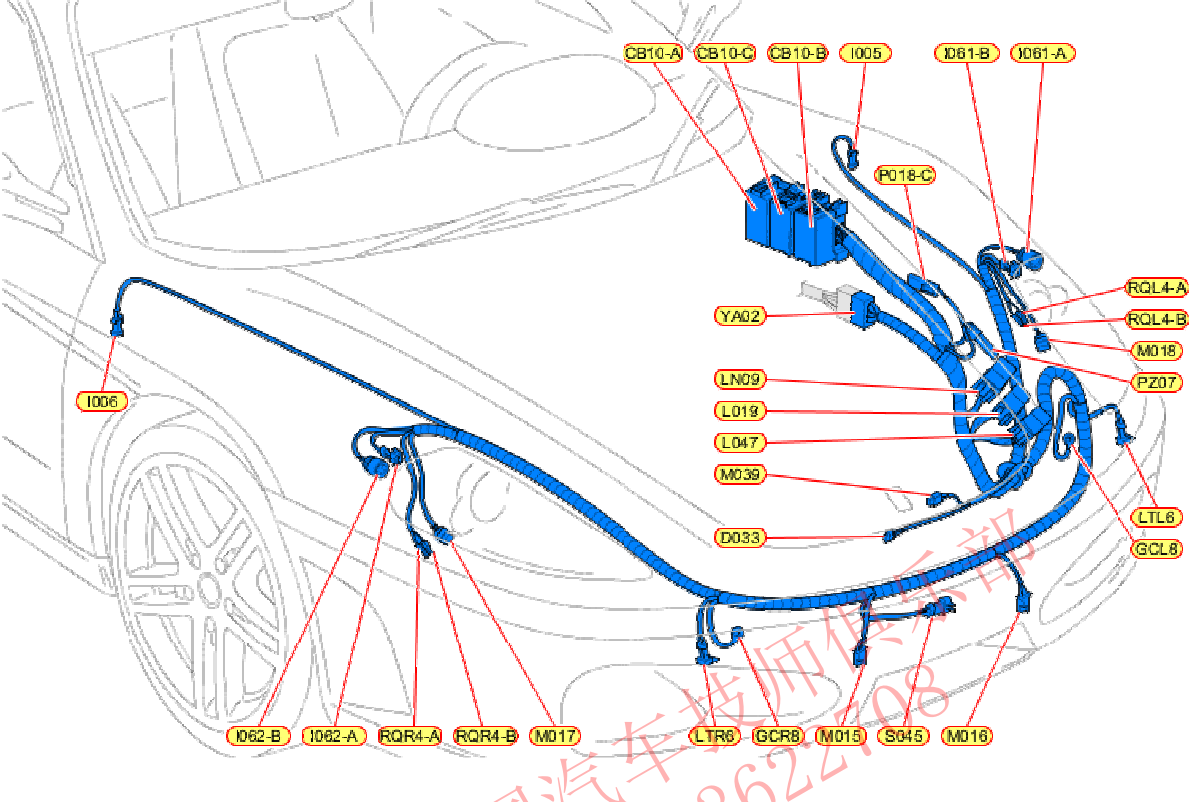 CB10-A CB10-C CB10-B I005 I061-B I061-A
P018-C
RQL4-A
YA02 RQL4-B
M018
LN09 PZ07
L019
L047
M039
I006
D033 LTL6
GCL8
I062-B I062-A RQR4-A RQR4-B M017 LTR6 GCR8 M015 S045 M016
汽车技师俱乐部
8622708